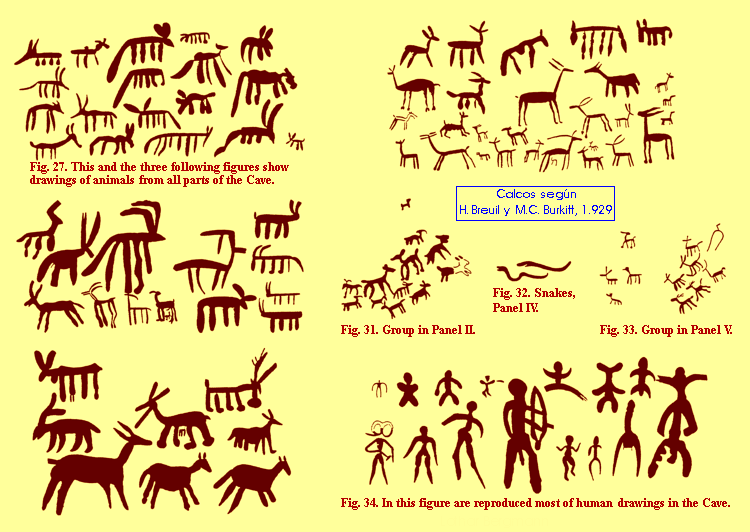 Fig. 27. This and the three following figures show
drawings of animals from all parts of the Cave.
Calcos según
H. Breuil y M.C. Burkitt, 1.929
Fig. 31. Group in Panel II.
Fig. 32. Snakes,
Panel IV.
Fig. 33. Group in Panel V.
Fig. 34. In this figure are reproduced most of human drawings in the Cave.